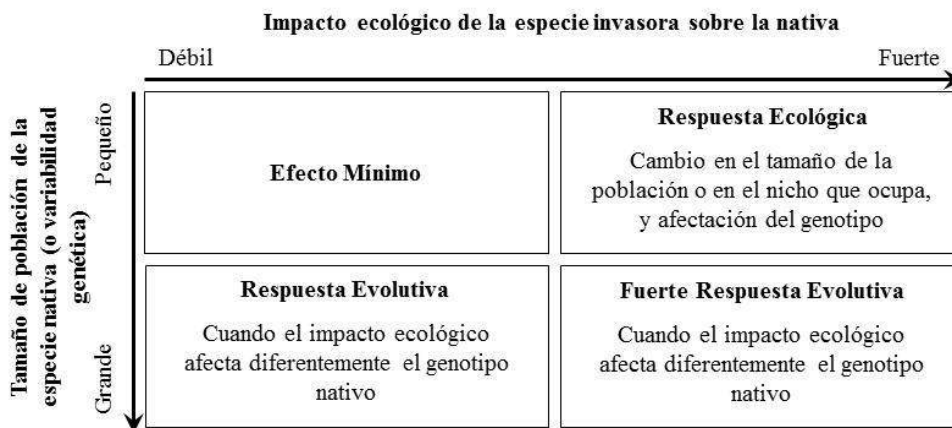 Impacto ecológico de la especie invasora sobre la nativa
Débil
Fuerte
Tamaño de población de la
especie nativa (o variabilidad
genética)
Pequeño
Grande
Efecto Mínimo
Respuesta Ecológica
Cambio en el tamaño de la
población o en el nicho que ocupa,
y afectación del genotipo
Respuesta Evolutiva
Cuando el impacto ecológico
afecta diferentemente el genotipo
nativo
Fuerte Respuesta Evolutiva
Cuando el impacto ecológico
afecta diferentemente el genotipo
nativo